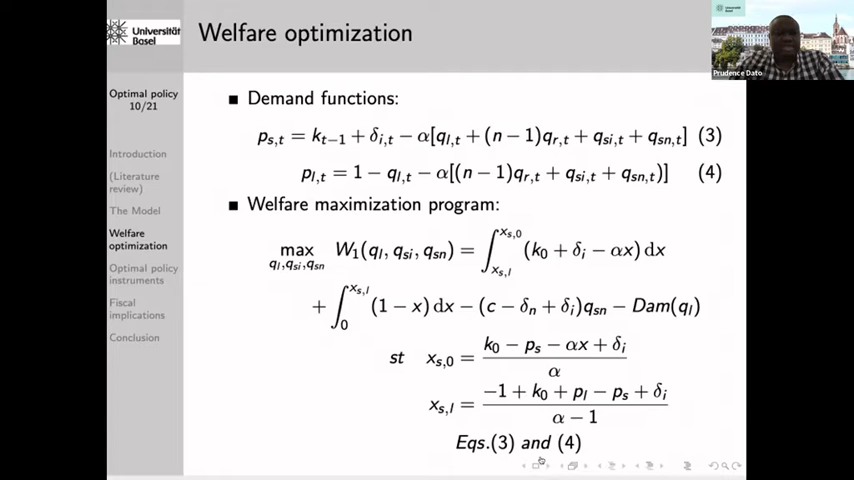 Universität
Basel
Welfare optimization
Universität
Basel
Prudence Dato
Optimal policy
10/21
Introduction
(Literature
review)
The Model
Welfare
optimization
Optimal policy
instruments
Fiscal
implications
Conclusion
■ Demand functions:
p_{s,t} = k_{t−1} + δ_{i,t} − α[q_{l,t} + (n − 1)q_{r,t} + q_{si,t} + q_{sn,t}] (3)
p_{l,t} = 1 − q_{l,t} − α[(n − 1)q_{r,t} + q_{si,t} + q_{sn,t})] (4)
■ Welfare maximization program:
max_{q_l,q_{si},q_{sn}} W_1(q_l, q_{si}, q_{sn}) = ∫_{x_{s,l}}^{x_{s,0}} (k_0 + δ_i − αx) dx
+ ∫_0^{x_{s,l}} (1 − x) dx − (c − δ_n + δ_i)q_{sn} − Dam(q_l)
st x_{s,0} = (k_0 − p_s − αx + δ_i) / α
x_{s,l} = (−1 + k_0 + p_l − p_s + δ_i) / (α − 1)
Eqs.(3) and (4)